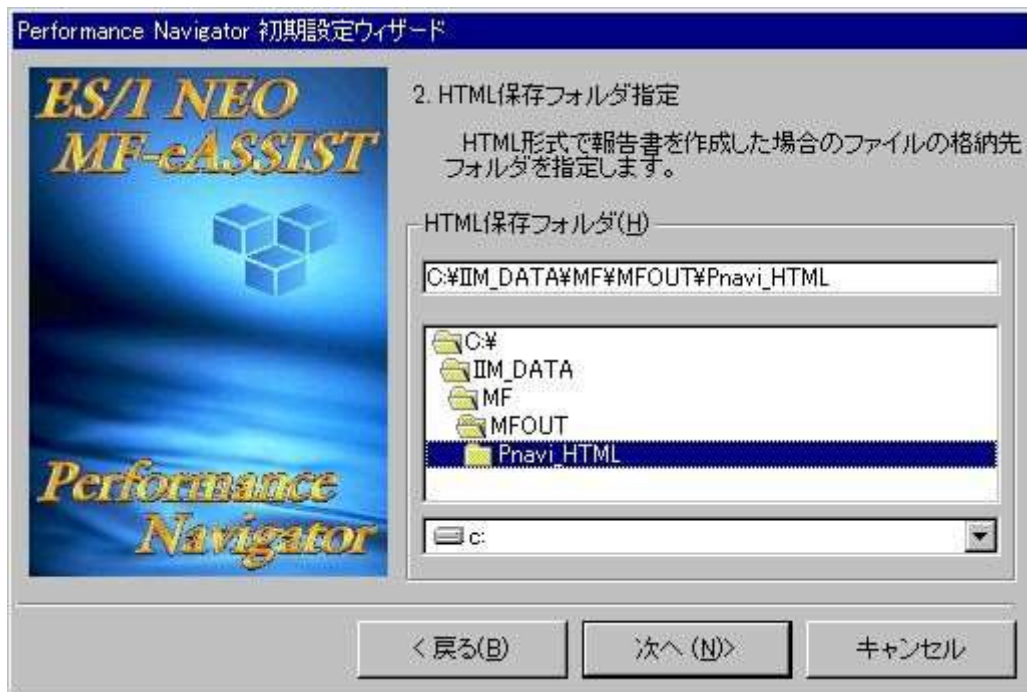 Performance Navigator 初期設定ウィザード
ES/1 NEO
MF-eASSIST
Performance
Navigator
2. HTML保存フォルダ指定
HTML形式で報告書を作成した場合のファイルの格納先
フォルダを指定します。
HTML保存フォルダ(H)
C:¥IIM_DATA¥MF¥MFOUT¥Pnavi_HTML
C:¥
IIM_DATA
MF
MFOUT
Pnavi_HTML
c:
< 戻る(B)
次へ (N)>
キャンセル